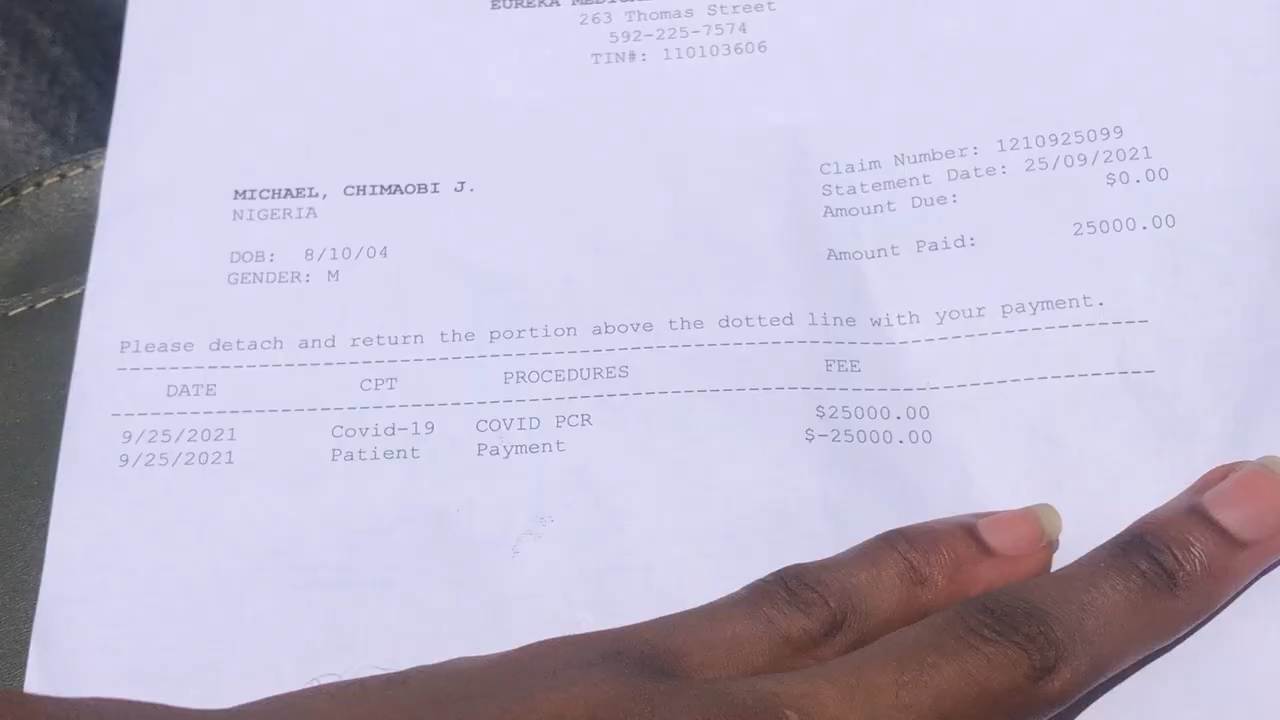 EUREKA
263 Thomas Street
592-225-7574
TIN#: 110103606
Claim Number: 1210925099
Statement Date: 25/09/2021
Amount Due: $0.00
Amount Paid: 25000.00
MICHAEL, CHIMAOBI J.
NIGERIA
DOB: 8/10/04
GENDER: M
Please detach and return the portion above the dotted line with your payment.
DATE CPT PROCEDURES FEE
9/25/2021 Covid-19 COVID PCR $25000.00
9/25/2021 Patient Payment $-25000.00